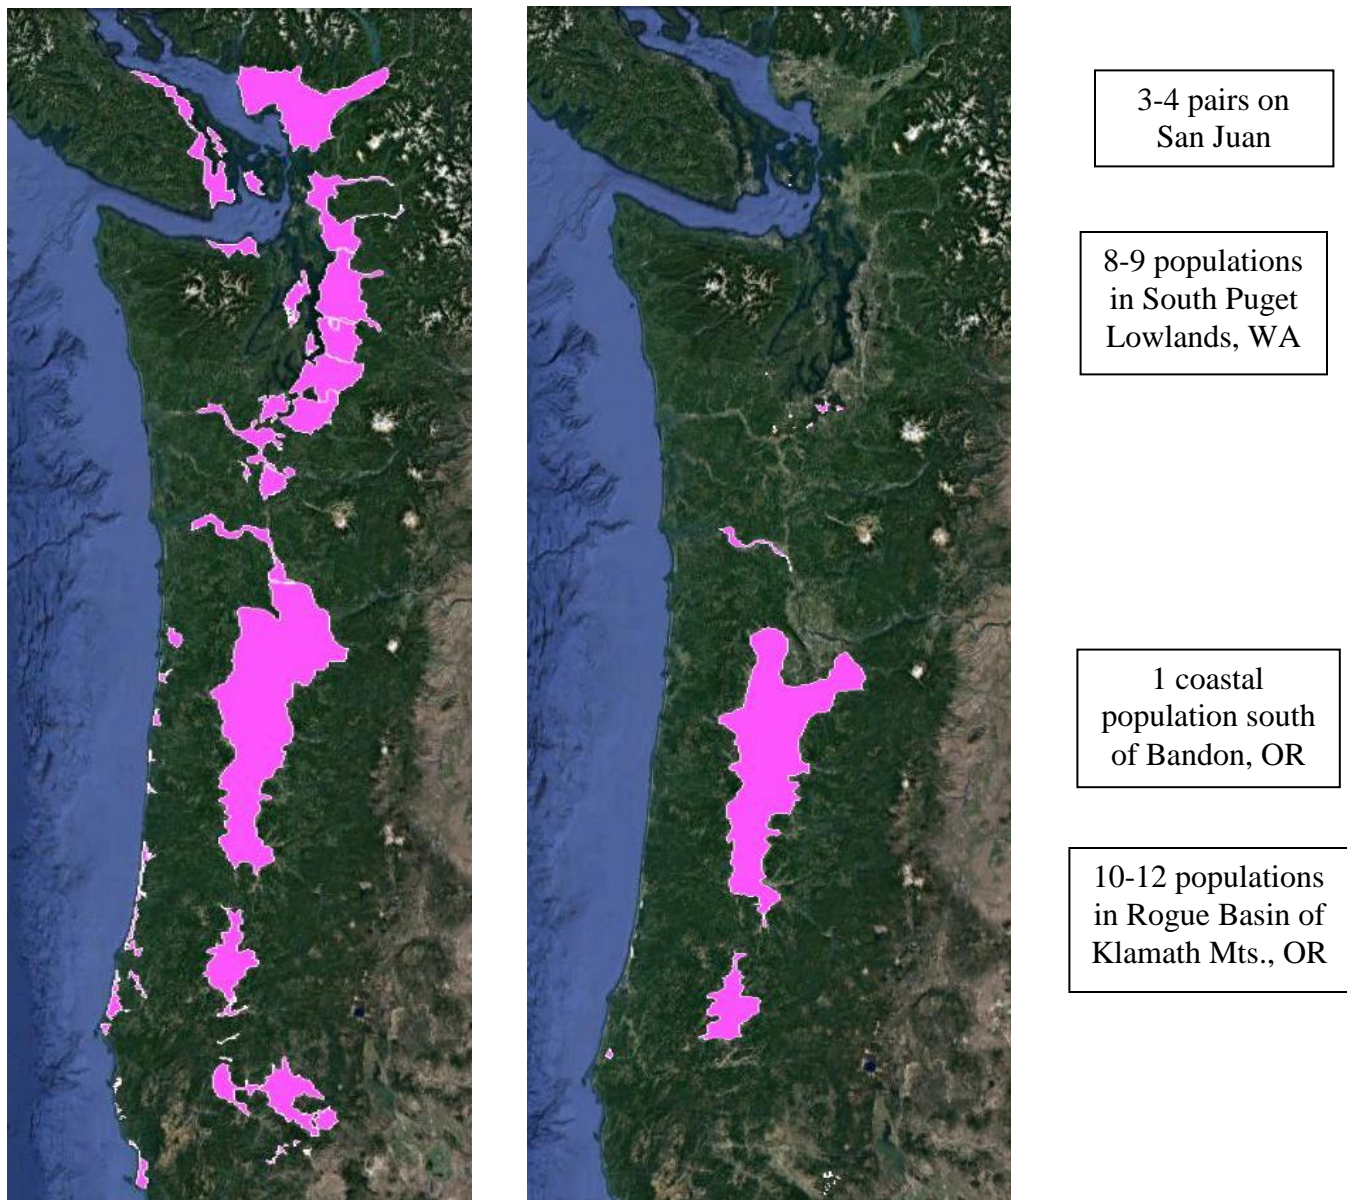 3-4 pairs on
San Juan
8-9 populations
in South Puget
Lowlands, WA
1 coastal
population south
of Bandon, OR
10-12 populations
in Rogue Basin of
Klamath Mts., OR